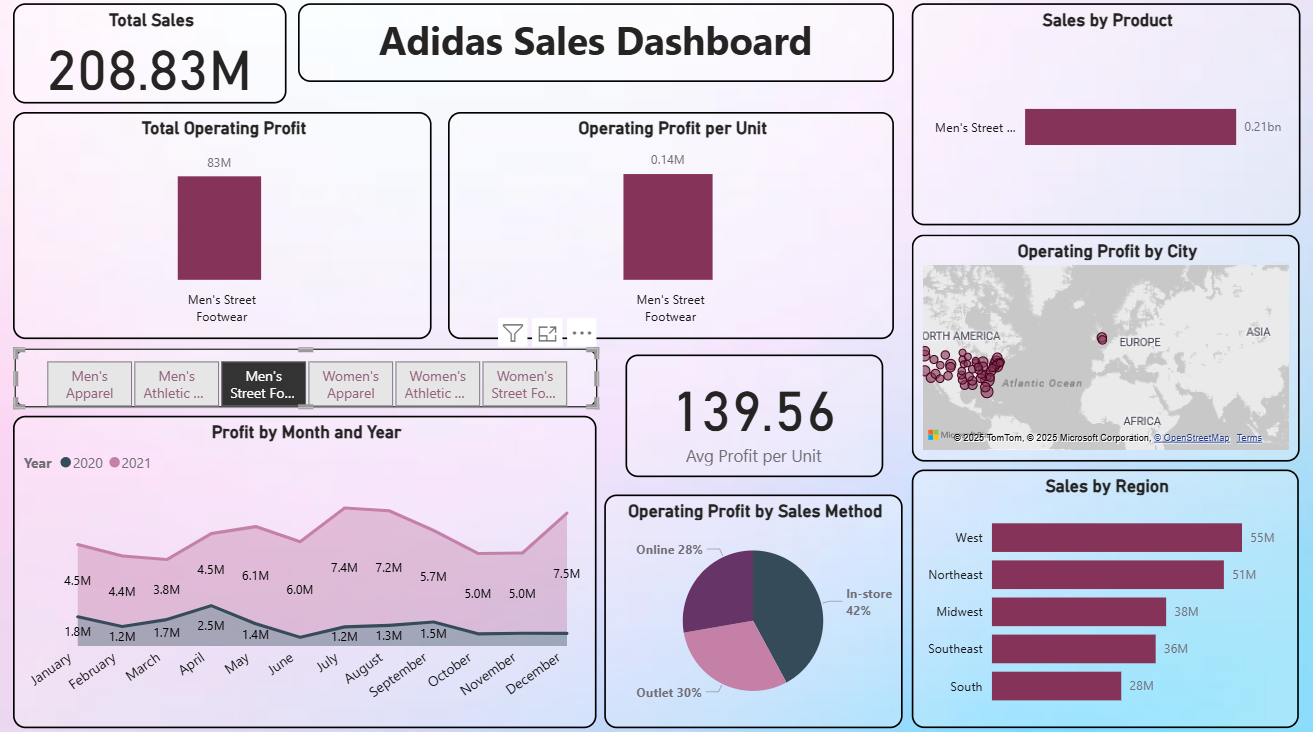 Total Sales
208.83M
Adidas Sales Dashboard
Sales by Product
Men's Street ...
0.21bn
Total Operating Profit
83M
Men's Street
Footwear
Operating Profit per Unit
0.14M
Men's Street
Footwear
Operating Profit by City
ORTH AMERICA
EUROPE
ASIA
Atlantic Ocean
AFRICA
© 2025 TomTom, © 2025 Microsoft Corporation, © OpenStreetMap Terms
Men's
Apparel
Men's
Athletic ...
Men's
Street Fo...
Women's
Apparel
Women's
Athletic ...
Women's
Street Fo...
139.56
Avg Profit per Unit
Profit by Month and Year
Year 2020 2021
4.5M
4.4M
3.8M
4.5M
6.1M
6.0M
7.4M
7.2M
5.7M
5.0M
5.0M
7.5M
1.8M
1.2M
1.7M
2.5M
1.4M
1.2M
1.3M
1.5M
January
February
March
April
May
June
July
August
September
October
November
December
Operating Profit by Sales Method
Online 28%
In-store
42%
Outlet 30%
Sales by Region
West 55M
Northeast 51M
Midwest 38M
Southeast 36M
South 28M